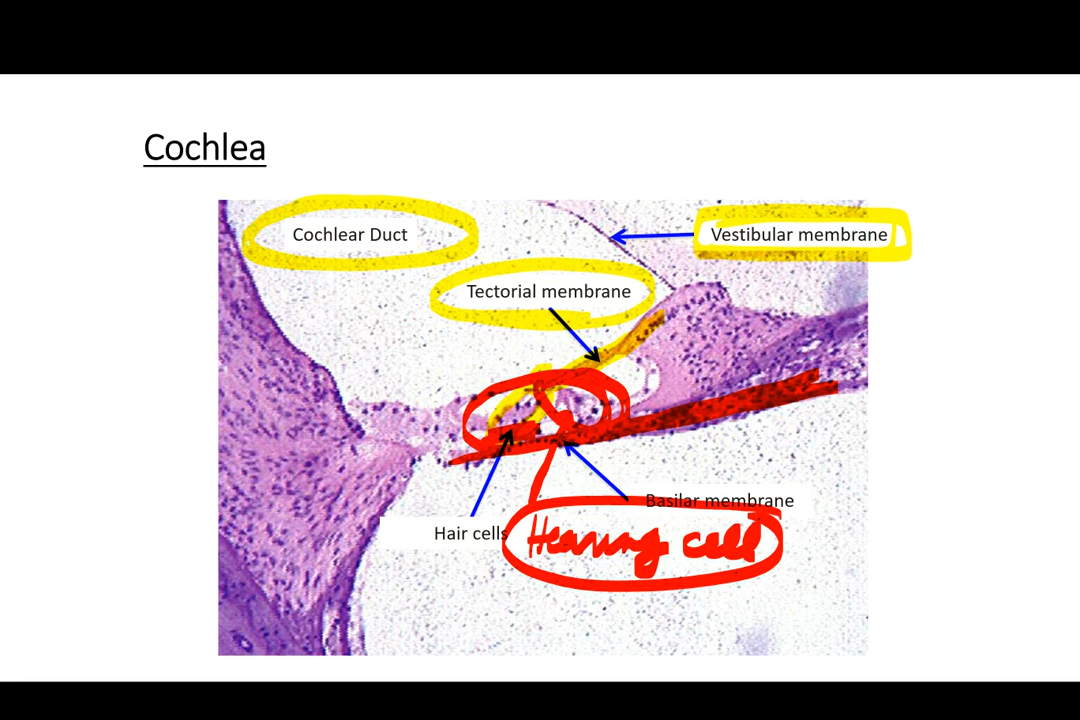 Cochlea
Cochlear Duct
Vestibular membrane
Tectorial membrane
Basilar membrane
Hair cells
Hearing cell